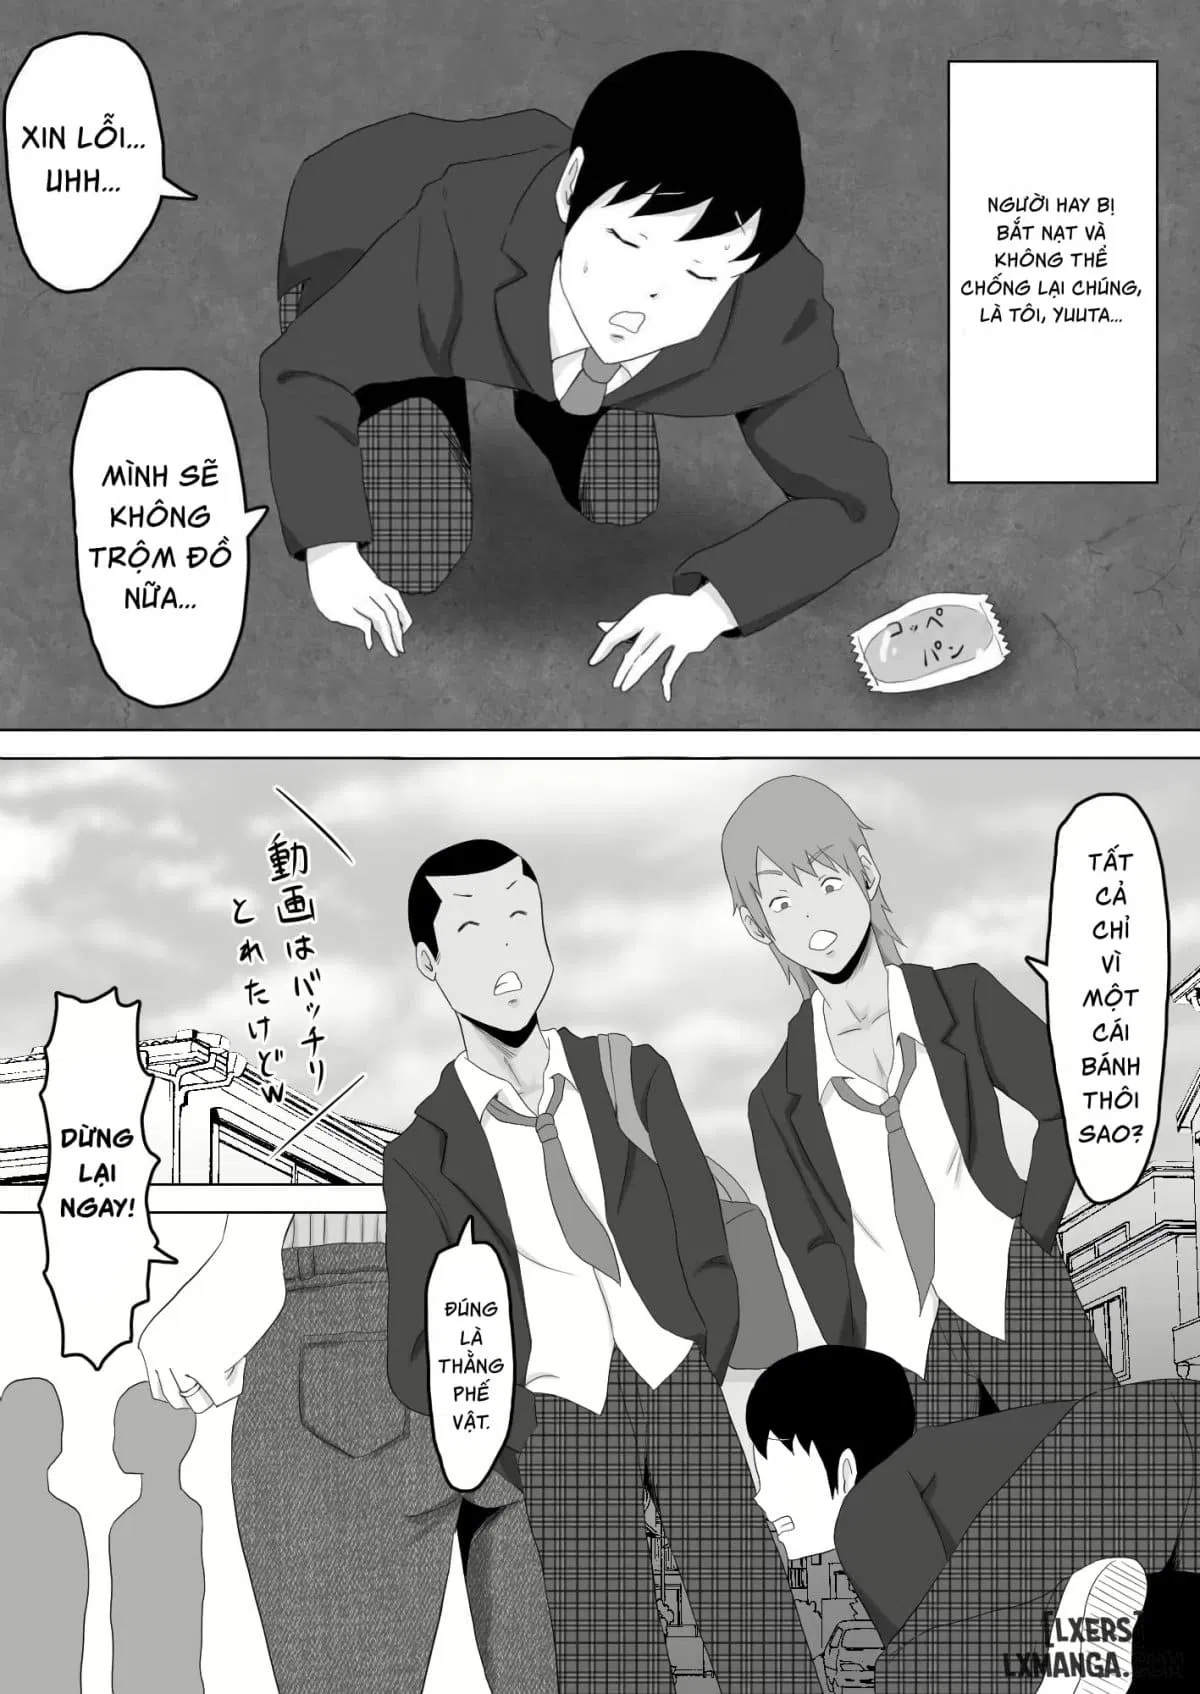 NGƯỜI HAY BỊ
BẮT NẠT VÀ
KHÔNG THỂ
CHỐNG LẠI CHÚNG,
LÀ TÔI, YUUTA...
XIN LỖI...
UHH...
MÌNH SẼ
KHÔNG
TRỘM ĐỒ
NỮA...
コッペ
パン
TẤT
CẢ
CHỈ
VÌ
MỘT
CÁI
BÁNH
THÔI
SAO?
動画はバッチリ
とれたけどw
ĐÚNG
LÀ
THẰNG
PHẾ
VẬT.
DỪNG
LẠI
NGAY!
[LXERS]
LXMANGA.